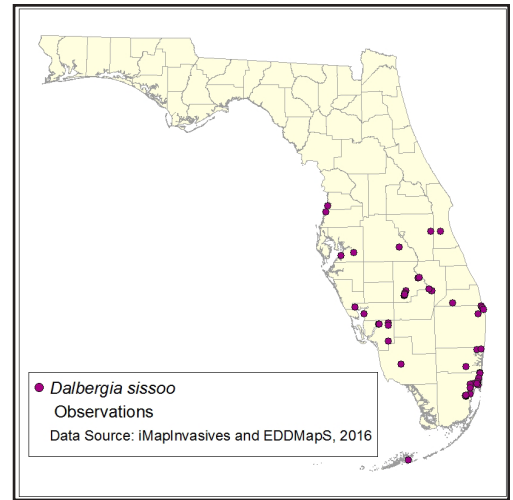 Dalbergia sissoo
Observations
Data Source: iMapInvasives and EDDMapS, 2016